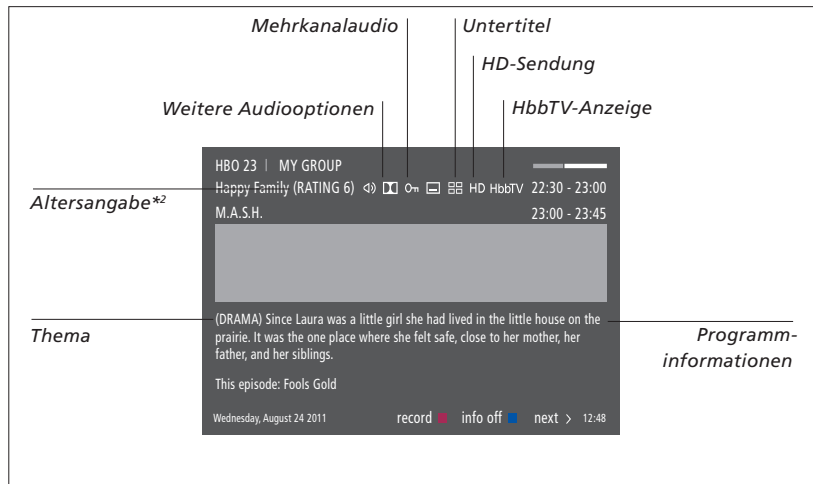 Mehrkanalaudio
Untertitel
HD-Sendung
Weitere Audiooptionen
HbbTV-Anzeige
HBO 23 | MY GROUP
Happy Family (RATING 6) HD HbbTV 22:30 - 23:00
Altersangabe*2
M.A.S.H. 23:00 - 23:45
(DRAMA) Since Laura was a little girl she had lived in the little house on the
Thema
prairie. It was the one place where she felt safe, close to her mother, her
father, and her siblings.
Programm-
informationen
This episode: Fools Gold
Wednesday, August 24 2011 record info off next > 12:48